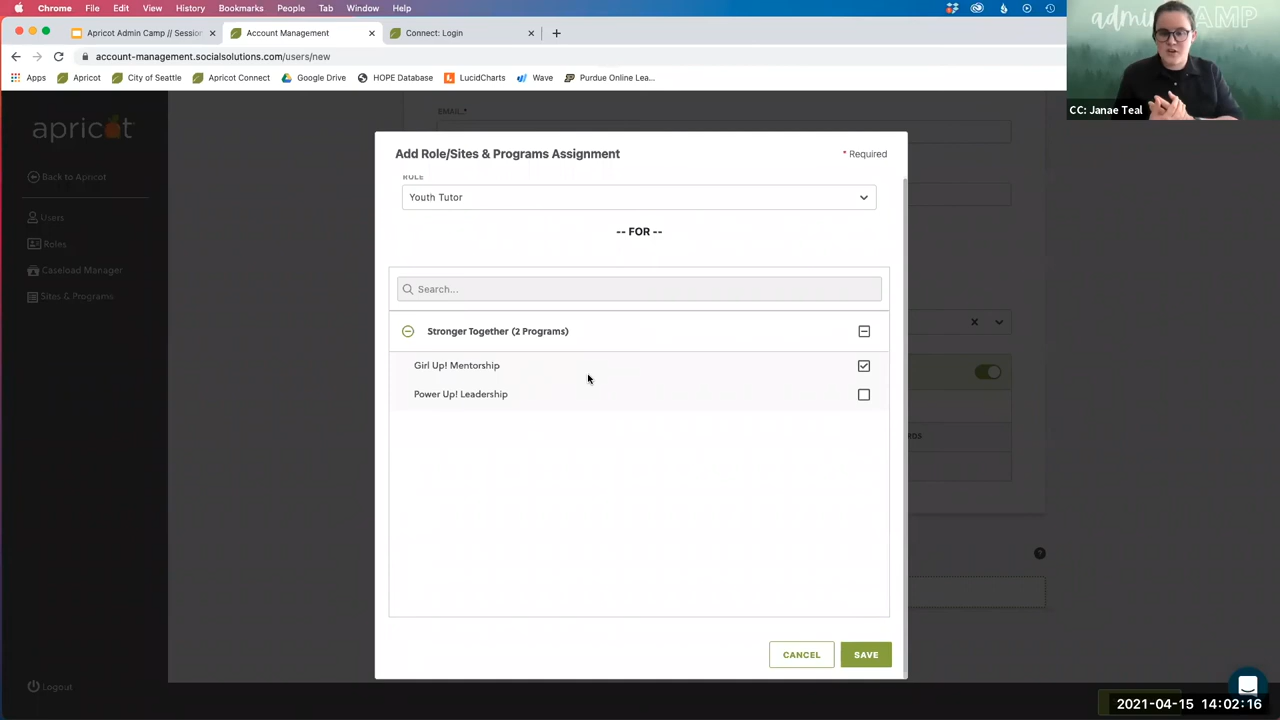 Chrome File Edit View History Bookmarks People Tab Window Help
Apricot Admin Camp // Session
Account Management
Connect: Login
account-management.socialsolutions.com/users/new
Apps Apricot City of Seattle Apricot Connect Google Drive HOPE Database LucidCharts Wave Purdue Online Lea...
CC: Janae Teal
EMAIL *
apricot
Back to Apricot
Users
Roles
Caseload Manager
Sites & Programs
Logout
Add Role/Sites & Programs Assignment
* Required
ROLE
Youth Tutor
-- FOR --
Search...
Stronger Together (2 Programs)
Girl Up! Mentorship
Power Up! Leadership
CANCEL
SAVE
?
2021-04-15 14:02:16